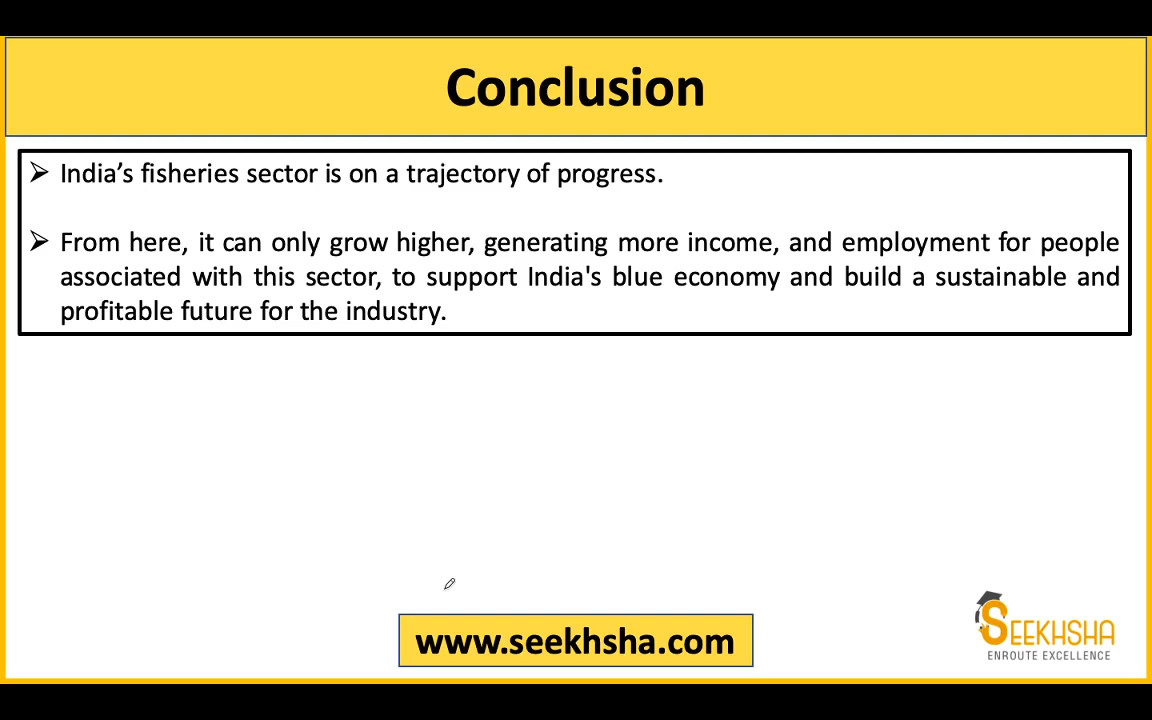 Conclusion
➢ India’s fisheries sector is on a trajectory of progress.
➢ From here, it can only grow higher, generating more income, and employment for people
associated with this sector, to support India's blue economy and build a sustainable and
profitable future for the industry.
www.seekhsha.com
SEEKHSHA
ENROUTE EXCELLENCE